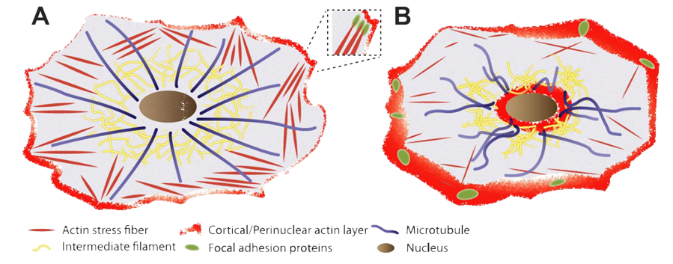 A
B
Actin stress fiber
Cortical/Perinuclear actin layer
Microtubule
Intermediate filament
Focal adhesion proteins
Nucleus